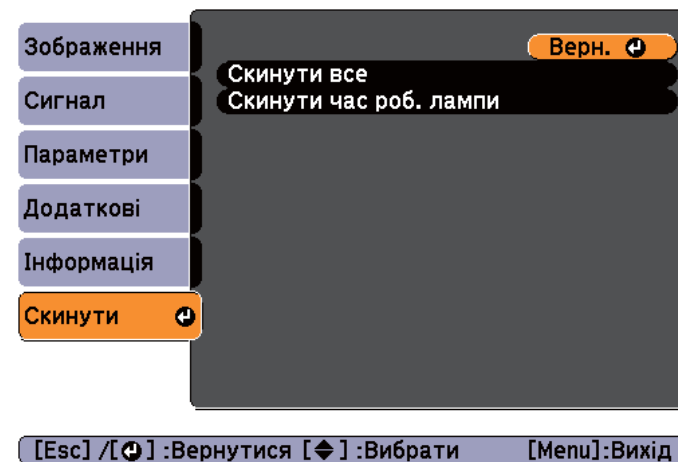 Зображення
Сигнал
Параметри
Додаткові
Інформація
Скинути
Верн.
Скинути все
Скинути час роб. лампи
[Esc] /[⏎] :Вернутися [◆] :Вибрати [Menu]:Вихід